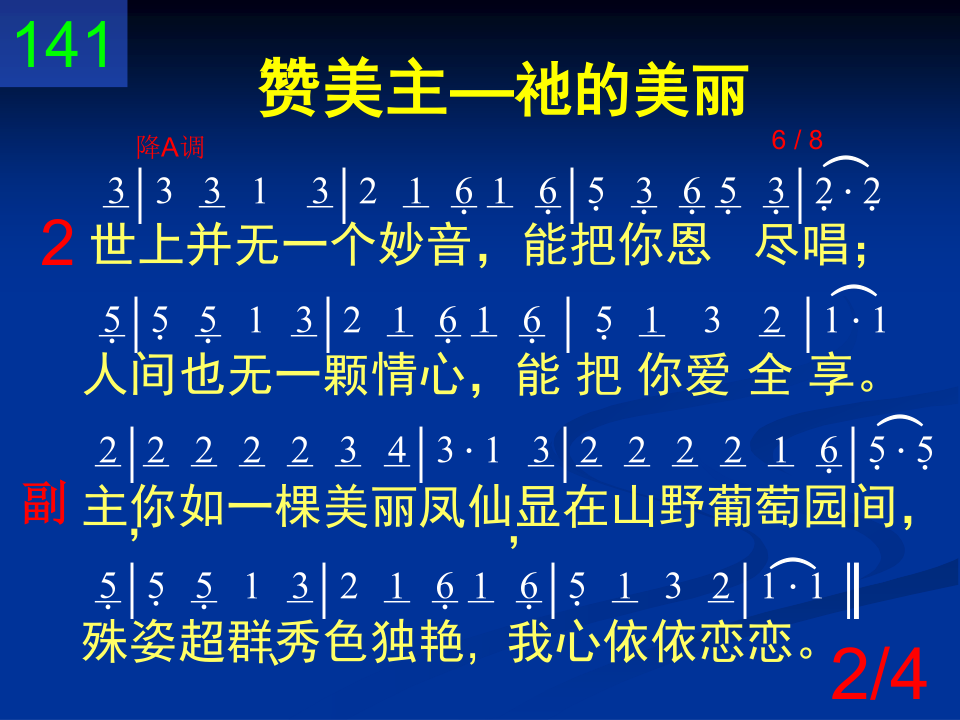 141
赞美主—祂的美丽
降A调 6 / 8
3 | 3 3 1 3 | 2 1 6 1 6 | 5 3 6 5 3 | 2 · 2
2 世上并无一个妙音，能把你恩 尽唱；
5 | 5 5 1 3 | 2 1 6 1 6 | 5 1 3 2 | 1 · 1
人间也无一颗情心，能 把 你爱 全 享。
2 | 2 2 2 2 3 4 | 3 · 1 3 | 2 2 2 2 1 6 | 5 · 5
副 主，你如一棵美丽凤仙，显在山野葡萄园间，
5 | 5 5 1 3 | 2 1 6 1 6 | 5 1 3 2 | 1 · 1 ‖
殊姿超群、秀色独艳，我心依依恋恋。
2/4